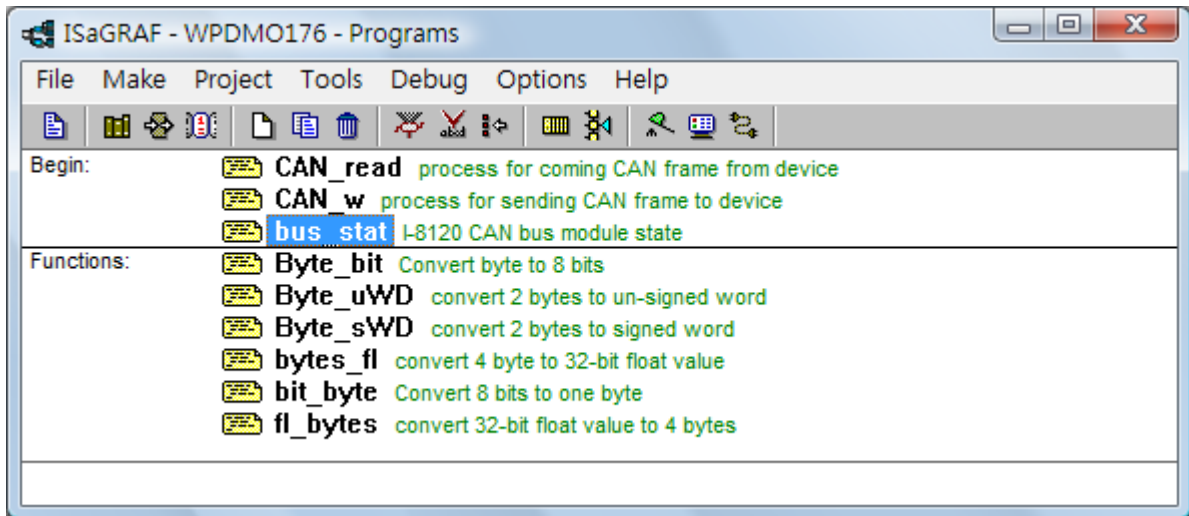 ISaGRAF - WPDMO176 - Programs
File Make Project Tools Debug Options Help
Begin: CAN_read process for coming CAN frame from device
CAN_w process for sending CAN frame to device
bus_stat I-8120 CAN bus module state
Functions: Byte_bit Convert byte to 8 bits
Byte_uWD convert 2 bytes to un-signed word
Byte_sWD convert 2 bytes to signed word
bytes_fl convert 4 byte to 32-bit float value
bit_byte Convert 8 bits to one byte
fl_bytes convert 32-bit float value to 4 bytes